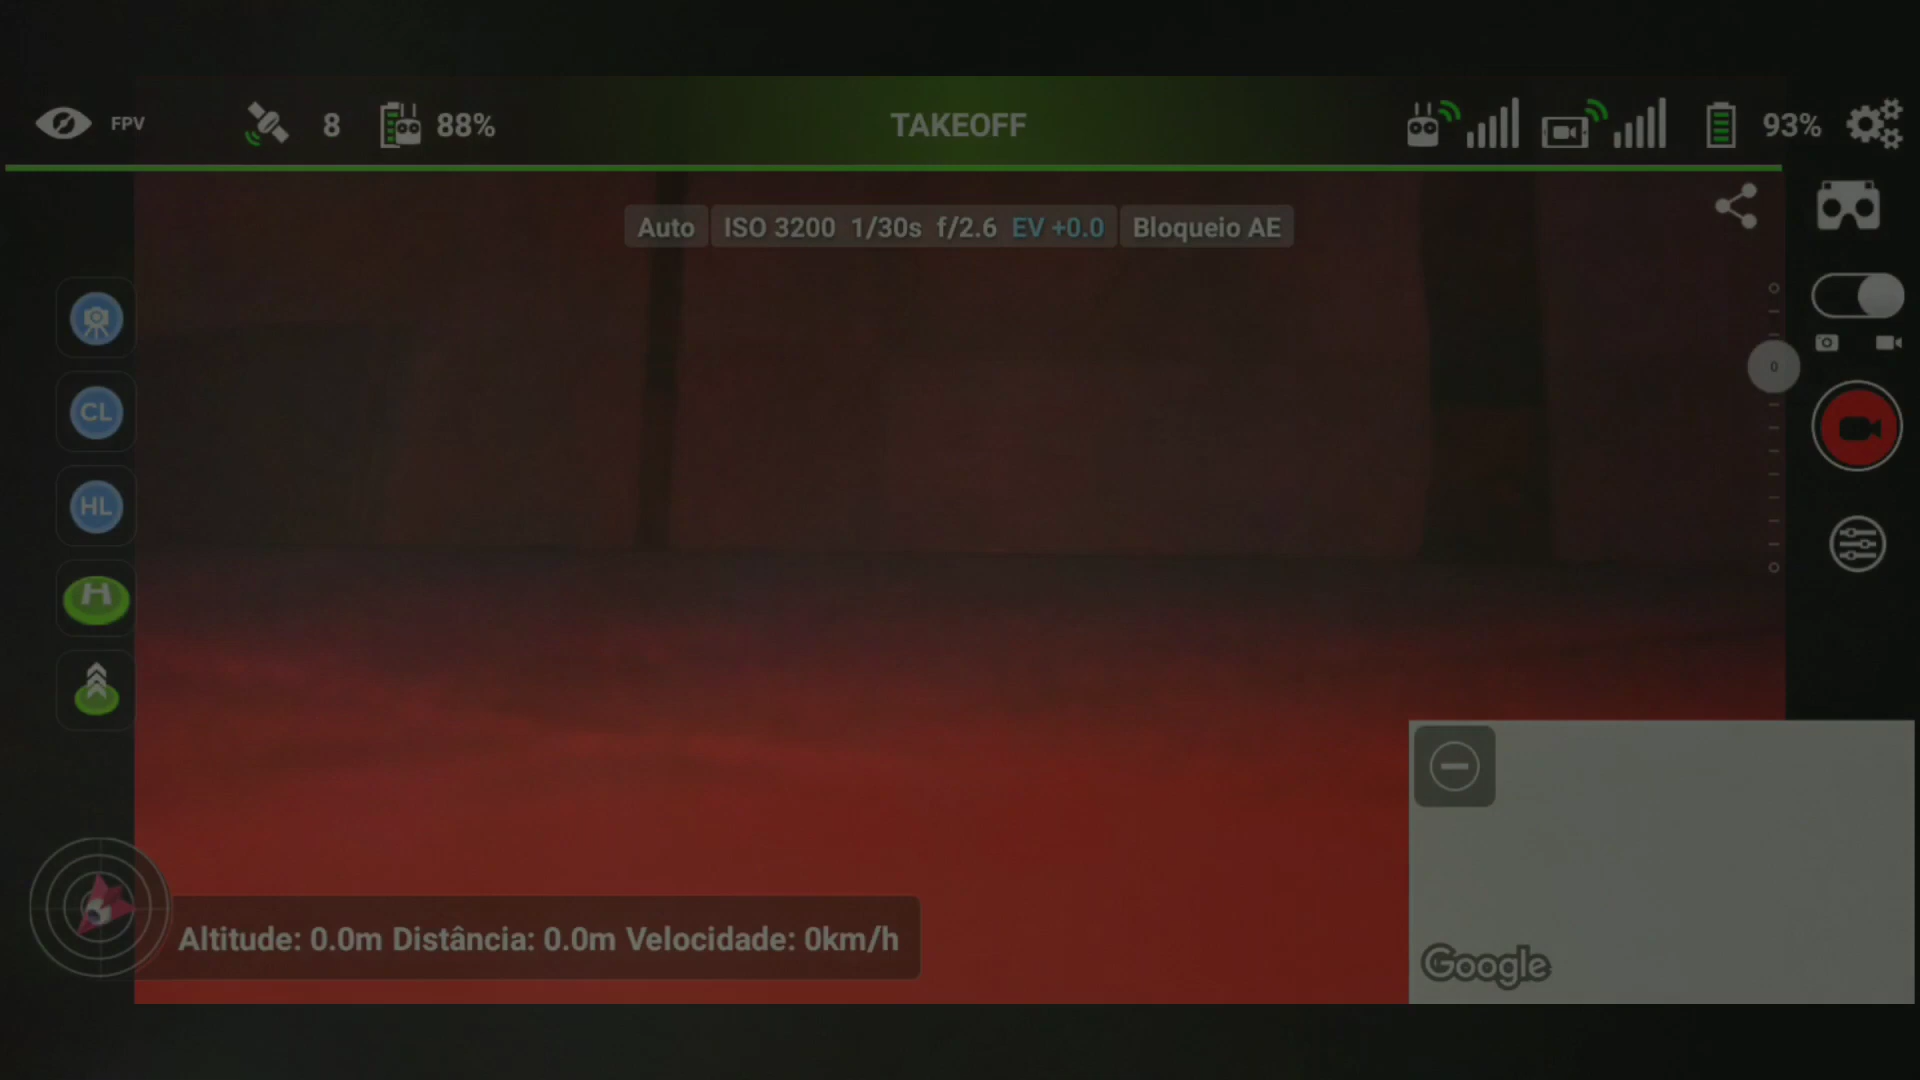 FPV
8
88%
TAKEOFF
93%
Auto
ISO 3200 1/30s f/2.6 EV +0.0
Bloqueio AE
0
CL
HL
H
Altitude: 0.0m Distância: 0.0m Velocidade: 0km/h
Google